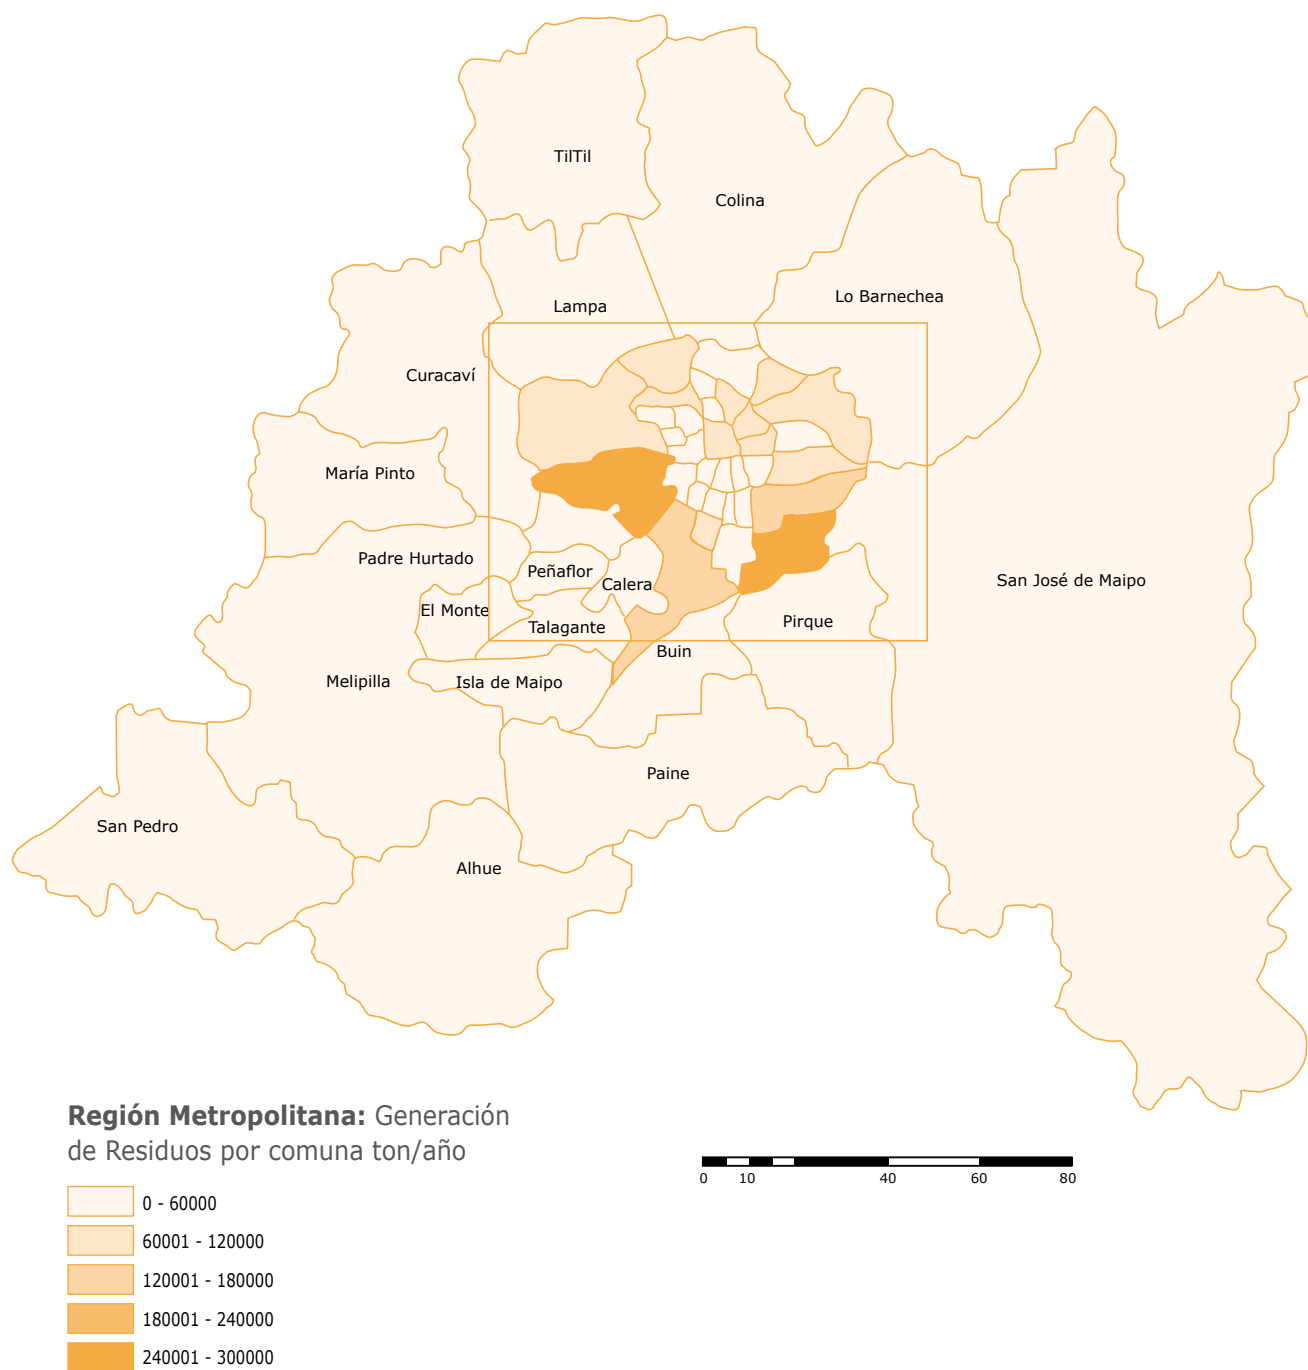 TilTil
Colina
Lo Barnechea
Lampa
Curacaví
María Pinto
Padre Hurtado
Peñaflor
Calera
San José de Maipo
El Monte
Talagante
Pirque
Buin
Melipilla
Isla de Maipo
Paine
San Pedro
Alhue
Región Metropolitana: Generación
de Residuos por comuna ton/año
0 10 40 60 80
0 - 60000
60001 - 120000
120001 - 180000
180001 - 240000
240001 - 300000